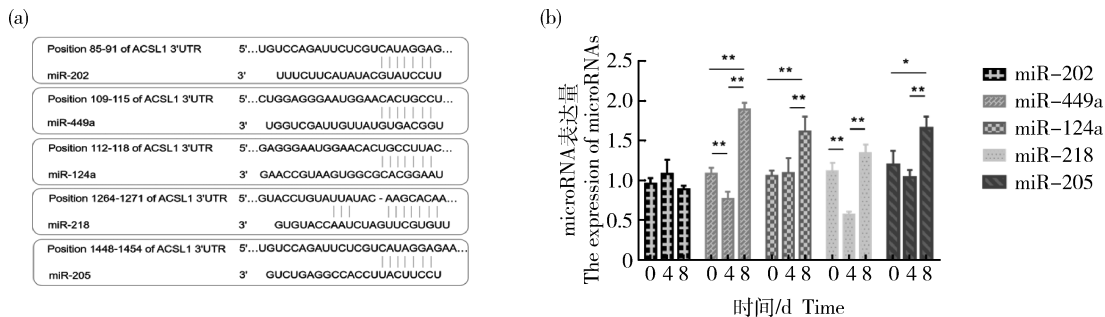 (a)
Position 85-91 of ACSL1 3'UTR 5'...UGUCCAGAUUCUCGUCAUAGGAG...
miR-202 3' UUUCUUCAUAUACGUAUCCUU
Position 109-115 of ACSL1 3'UTR 5'...CUGGAGGGAAUGGAACACUGCCU...
miR-449a 3' UGGUCGAUUGUUAUGUGACGGU
Position 112-118 of ACSL1 3'UTR 5'...GAGGGAAUGGAACACUGCCUUAC...
miR-124a 3' GAACCGUAAGUGGCGCACGGAAU
Position 1264-1271 of ACSL1 3'UTR 5'...GUACCUGUAUUAUAC -AAGCACAA...
miR-218 3' GUGUACCAAUCUAGUUCGUGUU
Position 1448-1454 of ACSL1 3'UTR 5'...UGUCCAGAUUCUCGUCAUAGGAGAA...
miR-205 3' GUCUGAGGCCACCUUACUUCCU
(b)
microRNA表达量
The expression of microRNAs
2.5
2.0
1.5
1.0
0.5
0
** ** **
** **
** **
* **
0 4 8 0 4 8 0 4 8 0 4 8 0 4 8
时间/d Time
miR-202
miR-449a
miR-124a
miR-218
miR-205